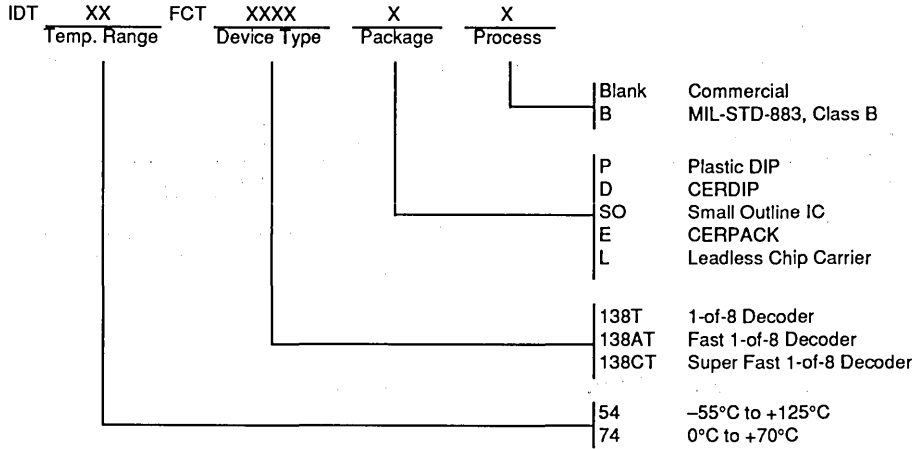 IDT XX FCT XXXX X X
Temp. Range Device Type Package Process
Blank Commercial
B MIL-STD-883, Class B
P Plastic DIP
D CERDIP
SO Small Outline IC
E CERPACK
L Leadless Chip Carrier
138T 1-of-8 Decoder
138AT Fast 1-of-8 Decoder
138CT Super Fast 1-of-8 Decoder
54 –55°C to +125°C
74 0°C to +70°C